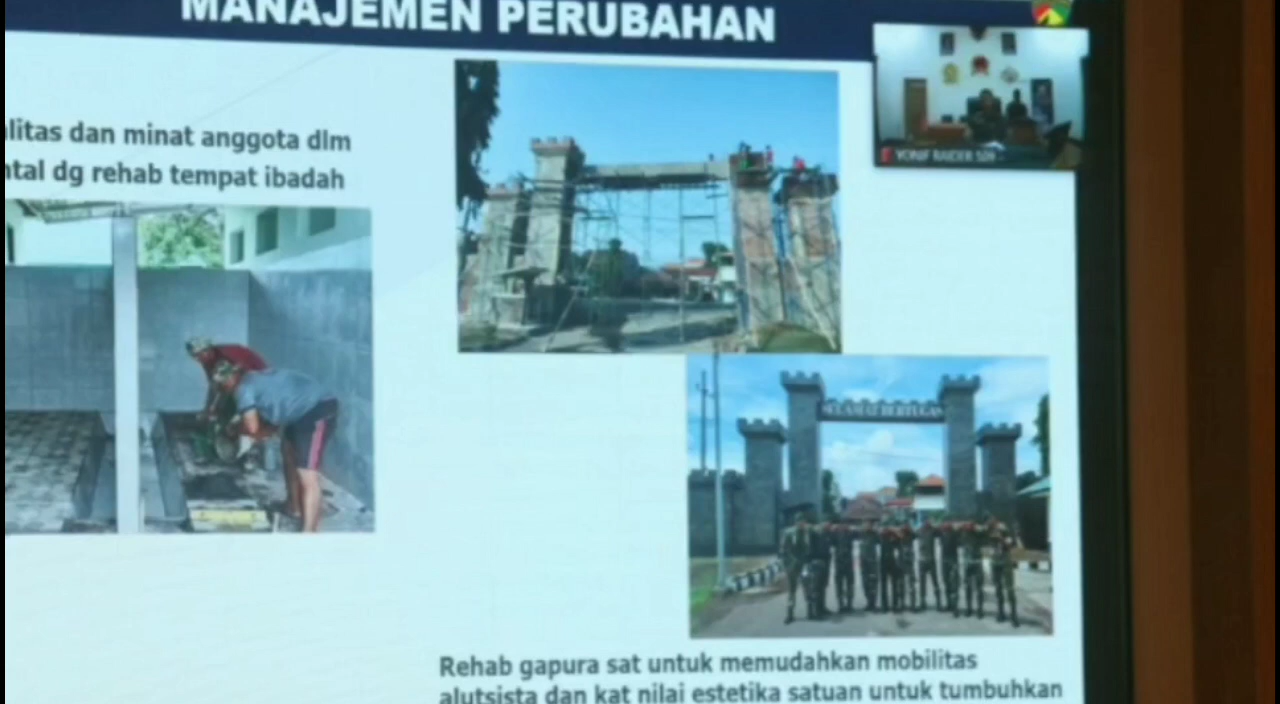 MANAJEMEN PERUBAHAN
YONIF RAIDER 509
litas dan minat anggota dlm
ntal dg rehab tempat ibadah
SELAMAT BERTUGAS
Rehab gapura sat untuk memudahkan mobilitas
alutsista dan kat nilai estetika satuan untuk tumbuhkan